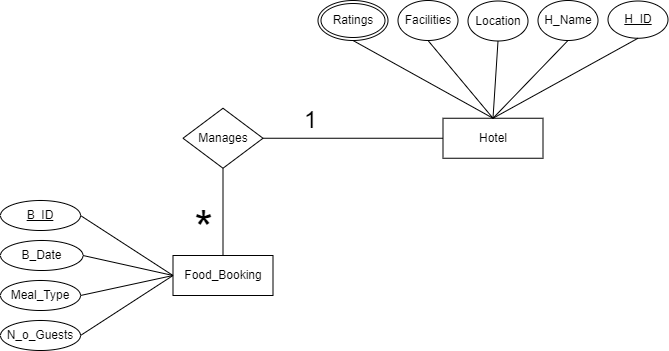 Ratings
Facilities
Location
H_Name
H_ID
Manages
1
Hotel
*
B_ID
B_Date
Food_Booking
Meal_Type
N_o_Guests